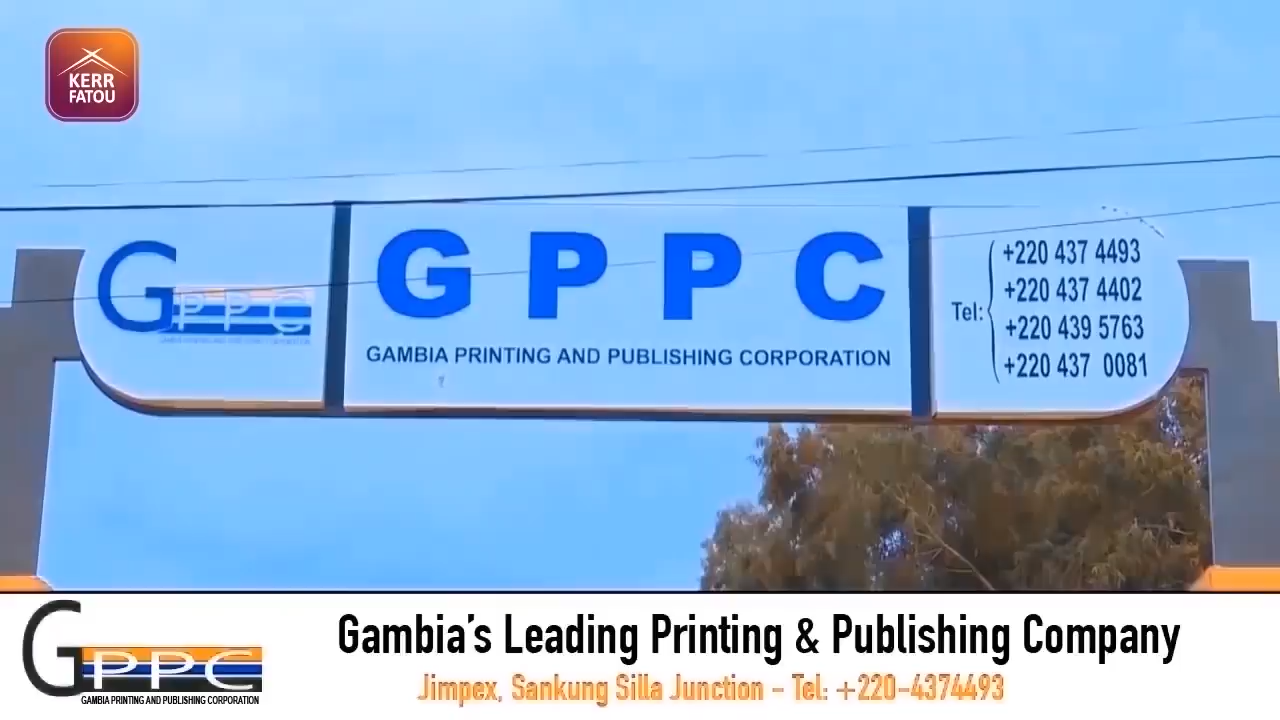 KERR
FATOU
GPPC
GPPC
GAMBIA PRINTING AND PUBLISHING CORPORATION
Tel:
+220 437 4493
+220 437 4402
+220 439 5763
+220 437 0081
GPPC
GAMBIA PRINTING AND PUBLISHING CORPORATION
Gambia's Leading Printing & Publishing Company
Jimpex, Sankung Silla Junction - Tel: +220-4374493